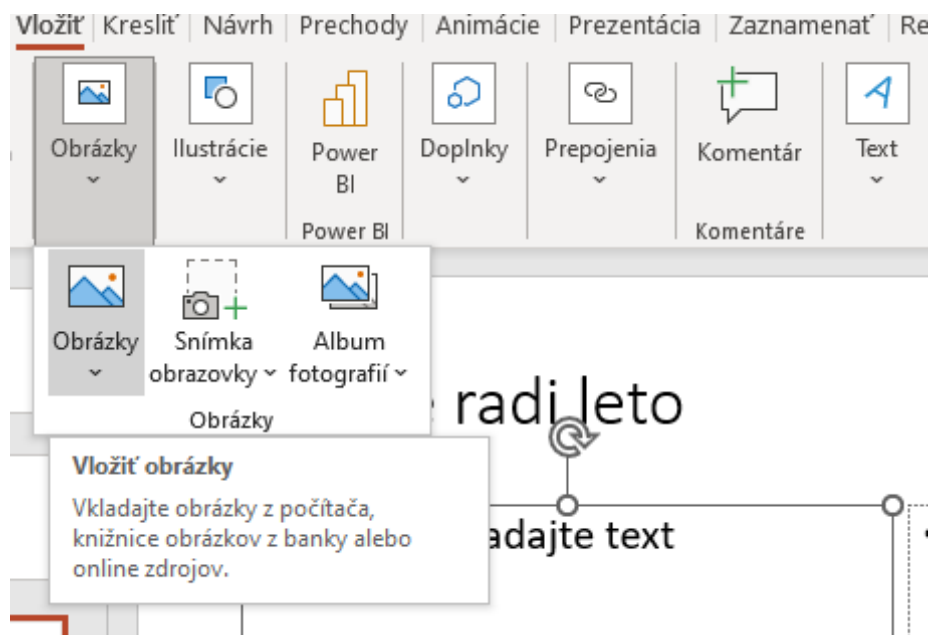 Vložiť Kresliť Návrh Prechody Animácie Prezentácia Zaznamenať Re
Obrázky Ilustrácie Power BI Doplnky Prepojenia Komentár Text
Power BI Komentáre
Obrázky Snímka obrazovky Album fotografií
Obrázky
radi leto
Vložiť obrázky
Vkladajte obrázky z počítača,
knižnice obrázkov z banky alebo
online zdrojov.
adajte text